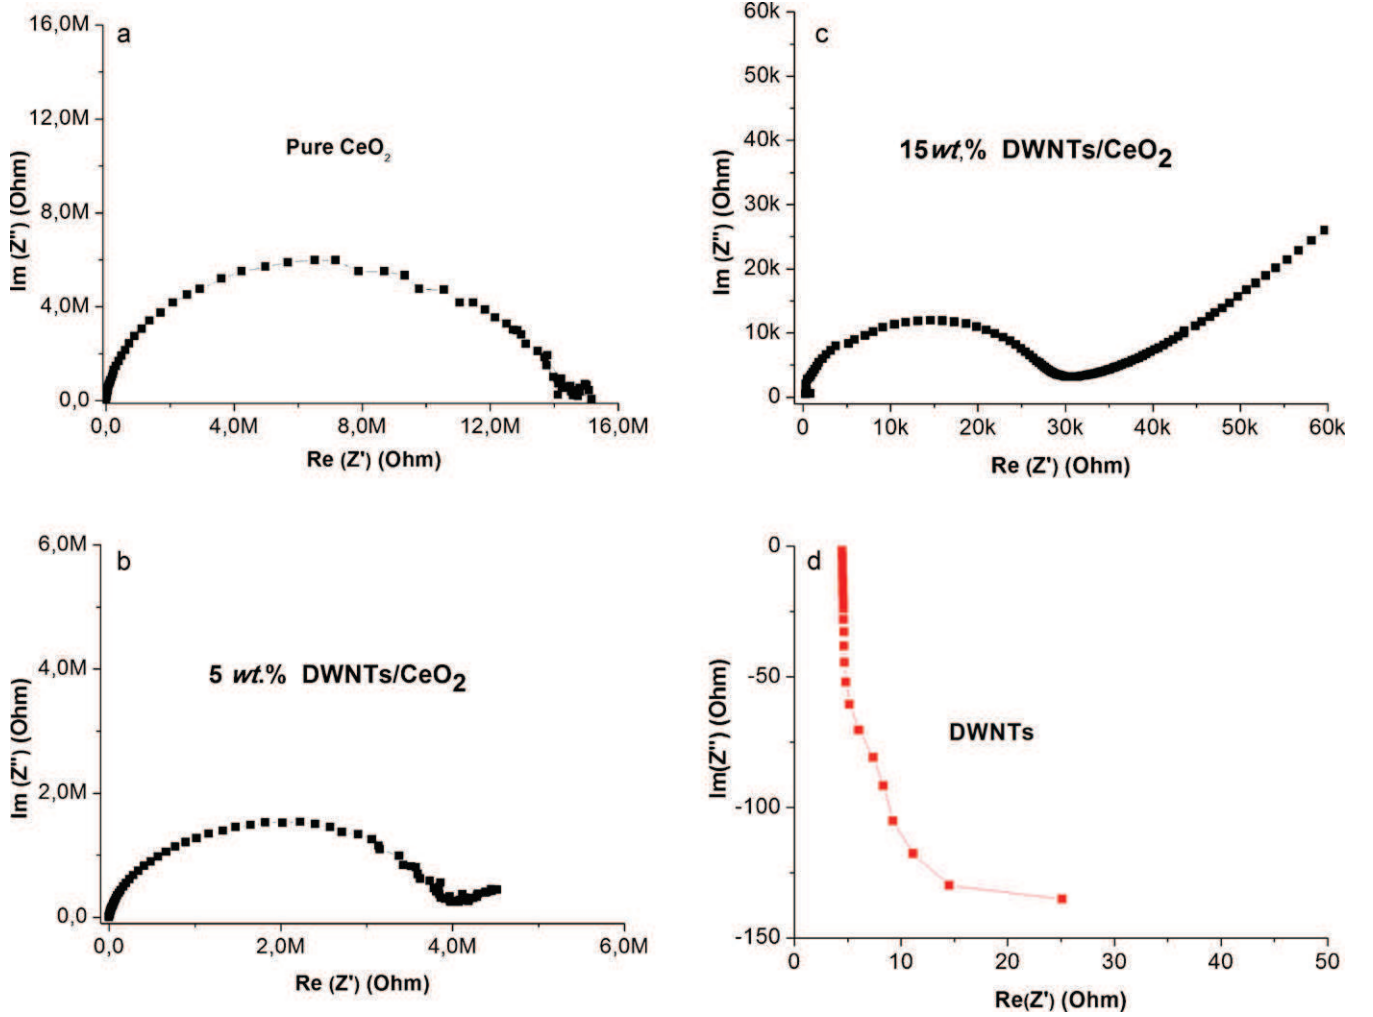 a
16,0M
12,0M
8,0M
4,0M
0,0
Im (Z'') (Ohm)
Pure CeO2
0,0 4,0M 8,0M 12,0M 16,0M
Re (Z') (Ohm)
c
60k
50k
40k
30k
20k
10k
0
Im (Z'') (Ohm)
15wt,% DWNTs/CeO2
0 10k 20k 30k 40k 50k 60k
Re (Z') (Ohm)
b
6,0M
4,0M
2,0M
0,0
Im (Z'') (Ohm)
5 wt.% DWNTs/CeO2
0,0 2,0M 4,0M 6,0M
Re (Z') (Ohm)
d
0
-50
-100
-150
Im(Z'') (Ohm)
DWNTs
0 10 20 30 40 50
Re(Z') (Ohm)